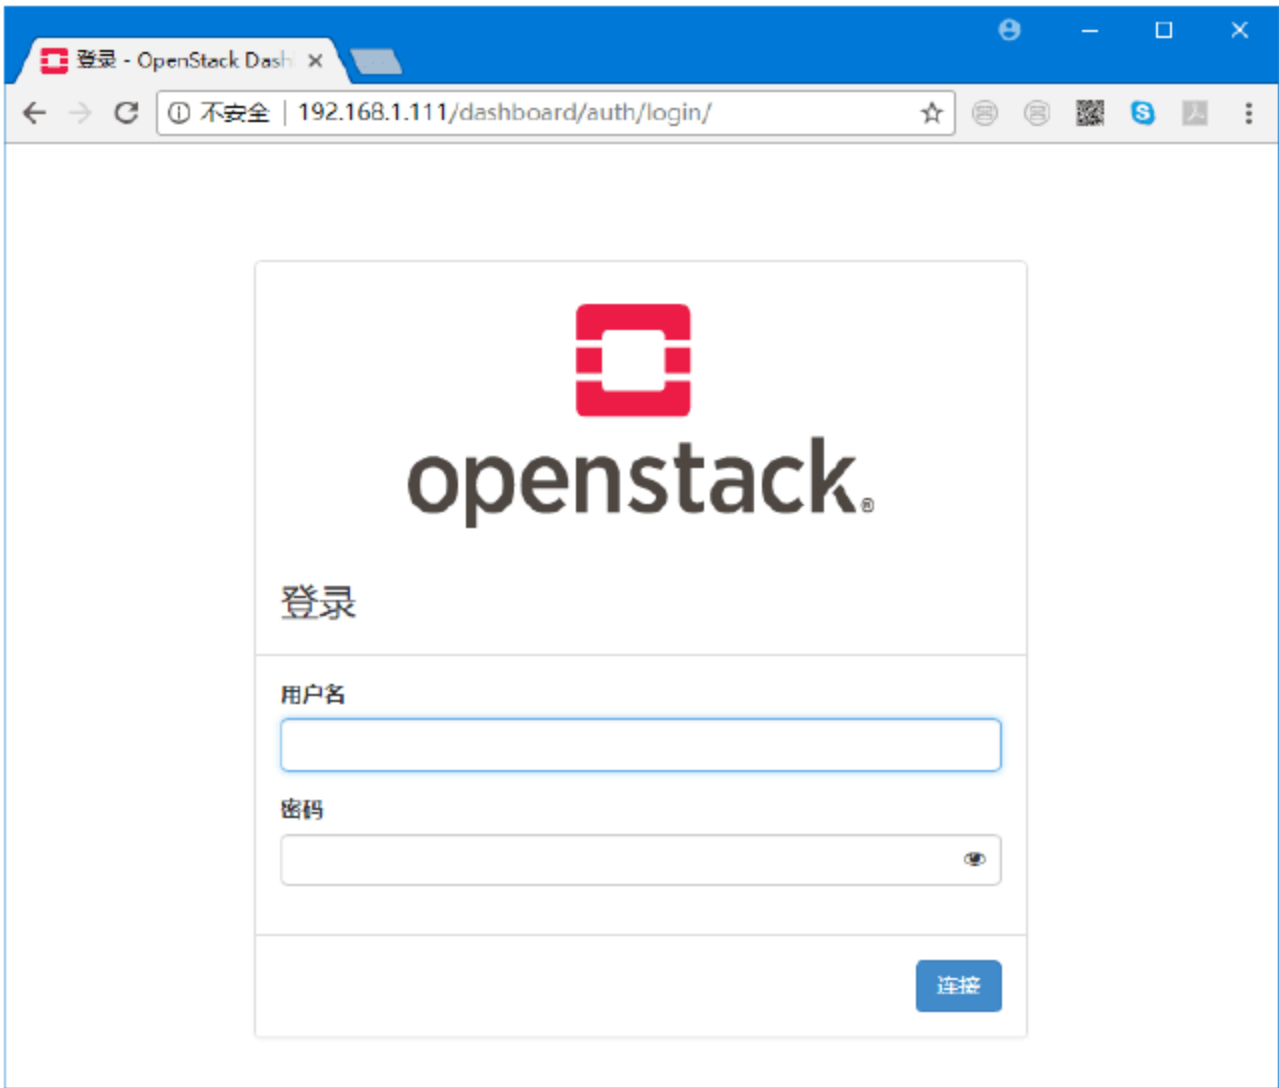 登录 - OpenStack Dash
不安全 | 192.168.1.111/dashboard/auth/login/
openstack®
登录
用户名
密码
连接